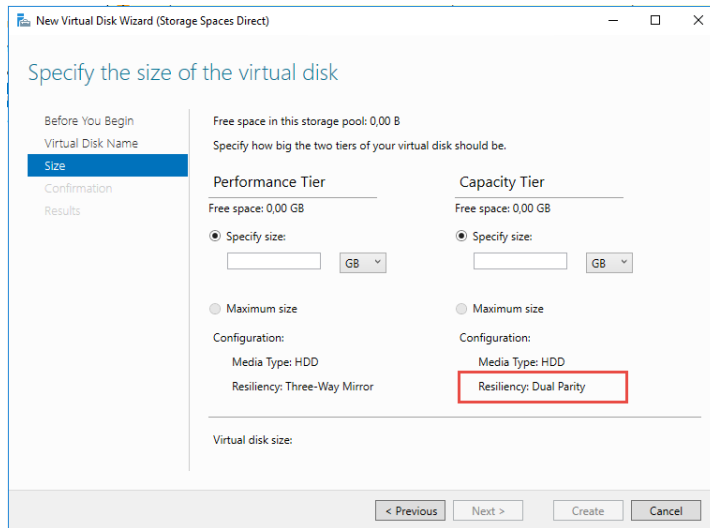 New Virtual Disk Wizard (Storage Spaces Direct)
Specify the size of the virtual disk
Before You Begin
Virtual Disk Name
Size
Confirmation
Results
Free space in this storage pool: 0,00 B
Specify how big the two tiers of your virtual disk should be.
Performance Tier
Free space: 0,00 GB
Specify size:
GB
Maximum size
Configuration:
Media Type: HDD
Resiliency: Three-Way Mirror
Capacity Tier
Free space: 0,00 GB
Specify size:
GB
Maximum size
Configuration:
Media Type: HDD
Resiliency: Dual Parity
Virtual disk size:
< Previous
Next >
Create
Cancel